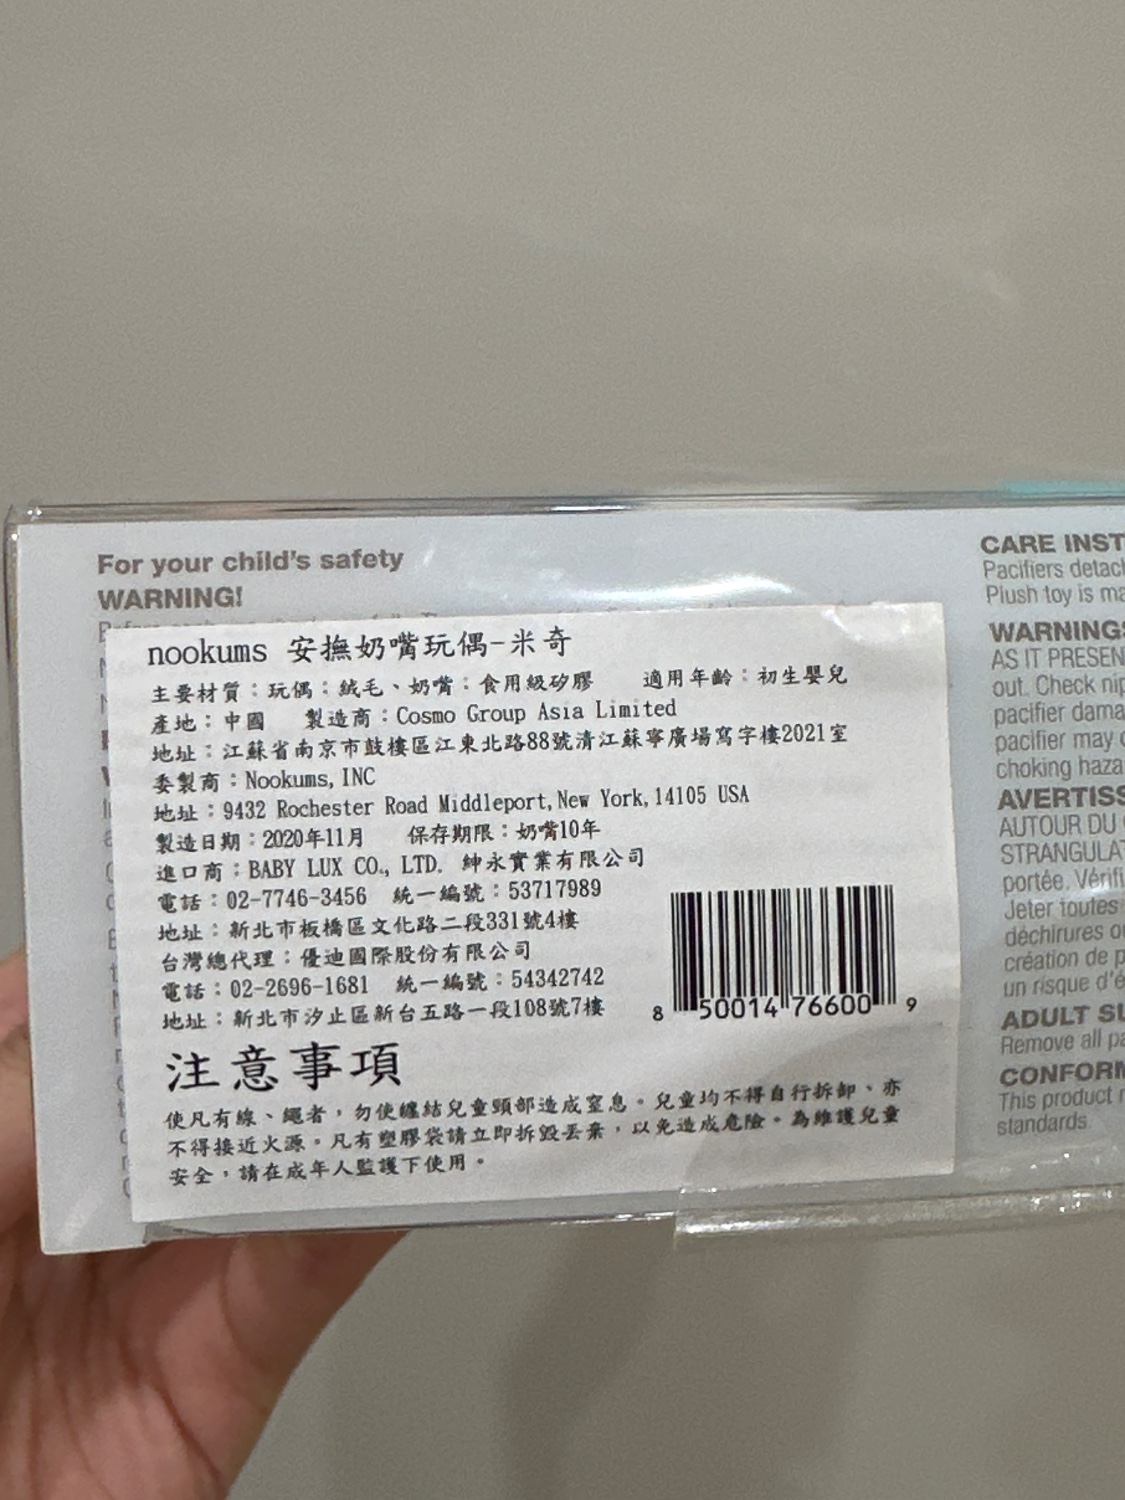 For your child's safety
WARNING!
nookums 安撫奶嘴玩偶-米奇
主要材質：玩偶：絨毛、奶嘴：食用級矽膠 適用年齡：初生嬰兒
產地：中國 製造商：Cosmo Group Asia Limited
地址：江蘇省南京市鼓樓區江東北路88號清江蘇寧廣場寫字樓2021室
委製商：Nookums,INC
地址：9432 Rochester Road Middleport,New York,14105 USA
製造日期：2020年11月 保存期限：奶嘴10年
進口商：BABY LUX CO., LTD. 紳永實業有限公司
電話：02-7746-3456 統一編號：53717989
地址：新北市板橋區文化路二段331號4樓
台灣總代理：優迪國際股份有限公司
電話：02-2696-1681 統一編號：54342742
地址：新北市汐止區新台五路一段108號7樓
8 50014 76600 9
注意事項
使凡有線、繩者，勿使纏結兒童頸部造成窒息。兒童均不得自行拆卸、亦
不得接近火源。凡有塑膠袋請立即拆毀丟棄，以免造成危險。為維護兒童
安全，請在成年人監護下使用。
CARE INST
Pacifiers detach
Plush toy is ma
WARNINGS
AS IT PRESEN
out. Check nip
pacifier dama
pacifier may c
choking haza
AVERTISS
AUTOUR DU
STRANGULAT
portée. Vérifi
Jeter toutes
déchirures ou
création de p
un risque d'é
ADULT SU
Remove all pa
CONFORM
This product
standards.